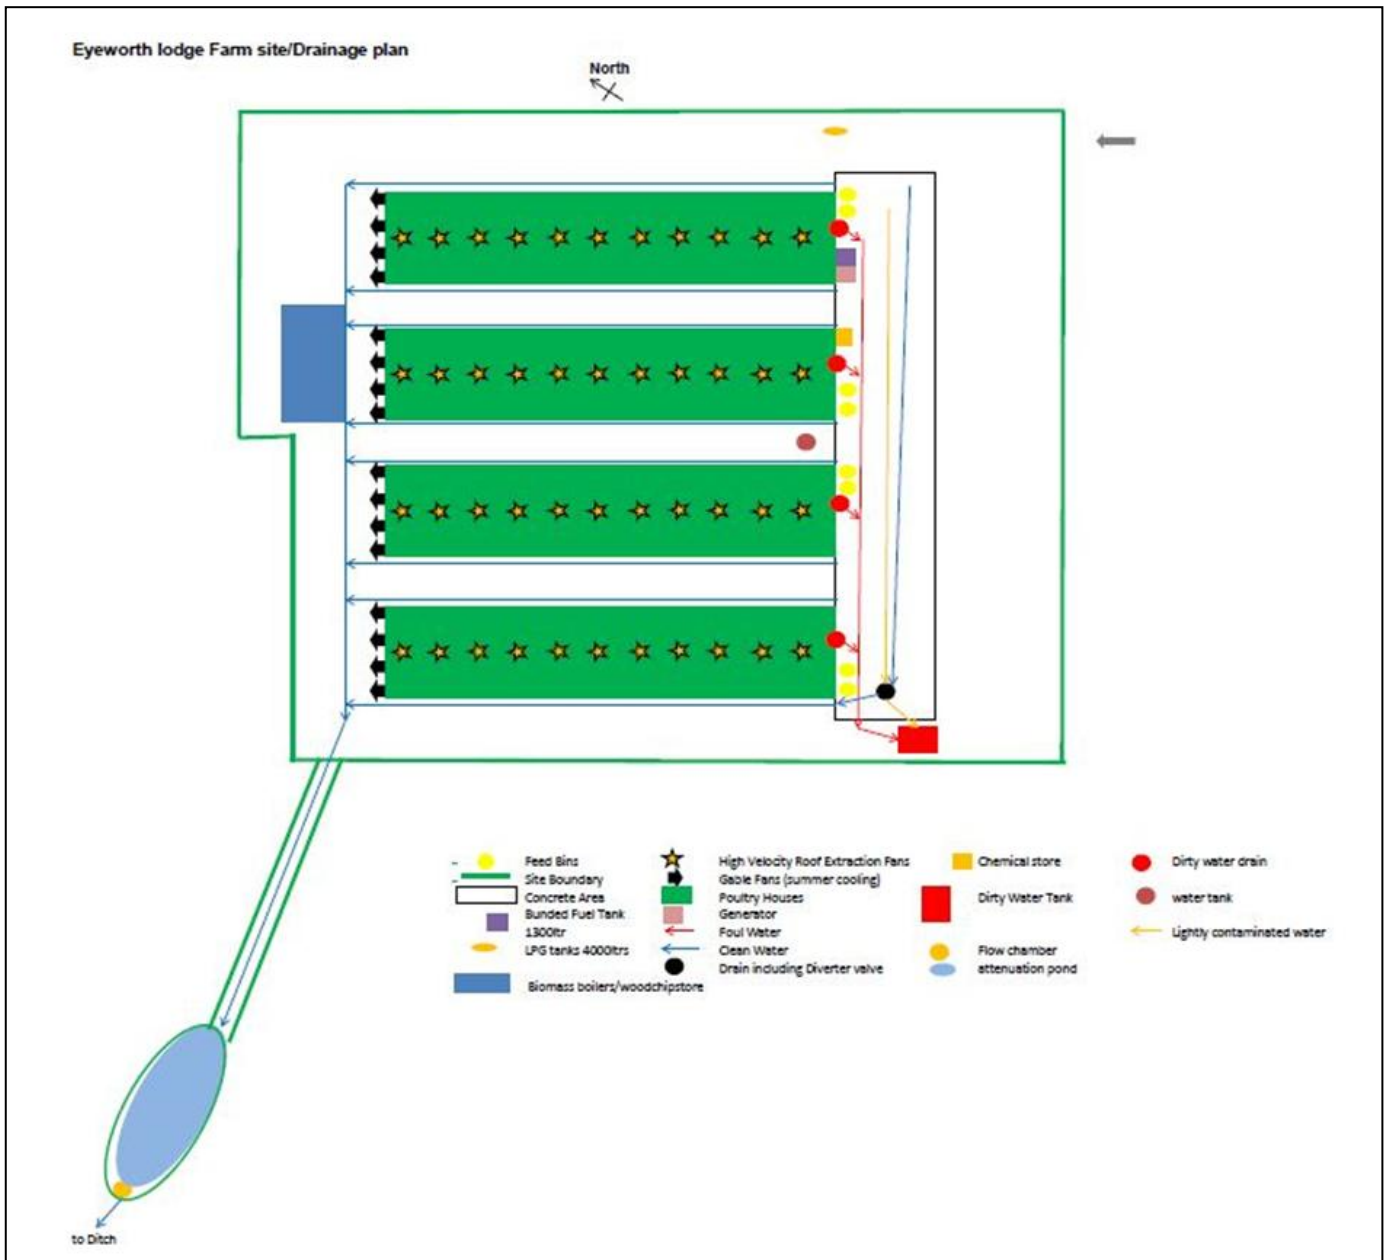 Eyeworth lodge Farm site/Drainage plan
North
Feed Bins
Site Boundary
Concrete Area
Bunded Fuel Tank
1300ltr
LPG tanks 4000ltrs
Biomass boilers/woodchipstore
High Velocity Roof Extraction Fans
Gable Fans (summer cooling)
Poultry Houses
Generator
Foul Water
Clean Water
Drain including Diverter valve
Chemical store
Dirty Water Tank
Flow chamber
attenuation pond
Dirty water drain
water tank
Lightly contaminated water
to Ditch